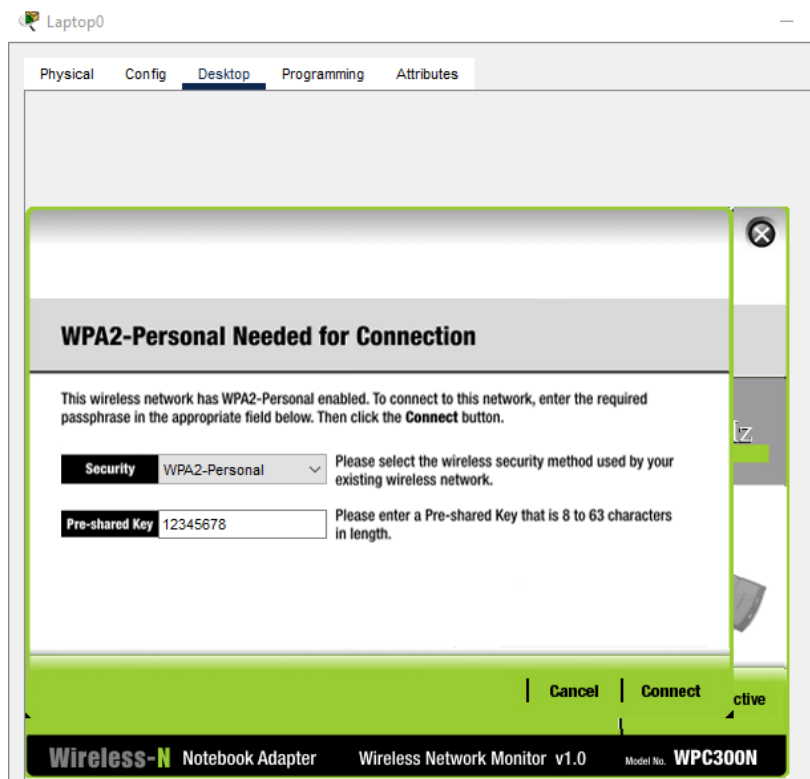 Laptop0
Physical Config Desktop Programming Attributes
WPA2-Personal Needed for Connection
This wireless network has WPA2-Personal enabled. To connect to this network, enter the required
passphrase in the appropriate field below. Then click the Connect button.
Security WPA2-Personal Please select the wireless security method used by your
existing wireless network.
Pre-shared Key 12345678 Please enter a Pre-shared Key that is 8 to 63 characters
in length.
Cancel Connect
ctive
Wireless-N Notebook Adapter Wireless Network Monitor v1.0 Model No. WPC300N